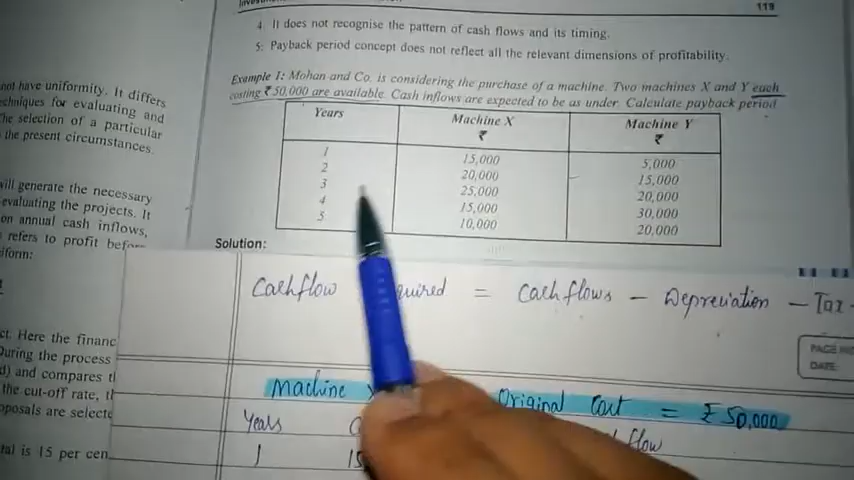 119
4. It does not recognise the pattern of cash flows and its timing.
5. Payback period concept does not reflect all the relevant dimensions of profitability.
Example 1: Mohan and Co. is considering the purchase of a machine. Two machines X and Y each
costing ₹ 50,000 are available. Cash inflows are expected to be as under. Calculate payback period
Years Machine X Machine Y
₹ ₹
1 15,000 5,000
2 20,000 15,000
3 25,000 20,000
4 15,000 30,000
5 10,000 20,000
Solution:
not have uniformity. It differs
echniques for evaluating and
The selection of a particular
the present circumstances.
will generate the necessary
evaluating the projects. It
on annual cash inflows,
refers to profit before
iform:
ct. Here the financ
During the process
d) and compares t
the cut-off rate, t
oposals are selecte
tal is 15 per cen
Cashflow quired = Cashflows - Depreciation - Tax
PAGE
DATE
Machine Original Cost = ₹ 50,000
Years flow
1 15